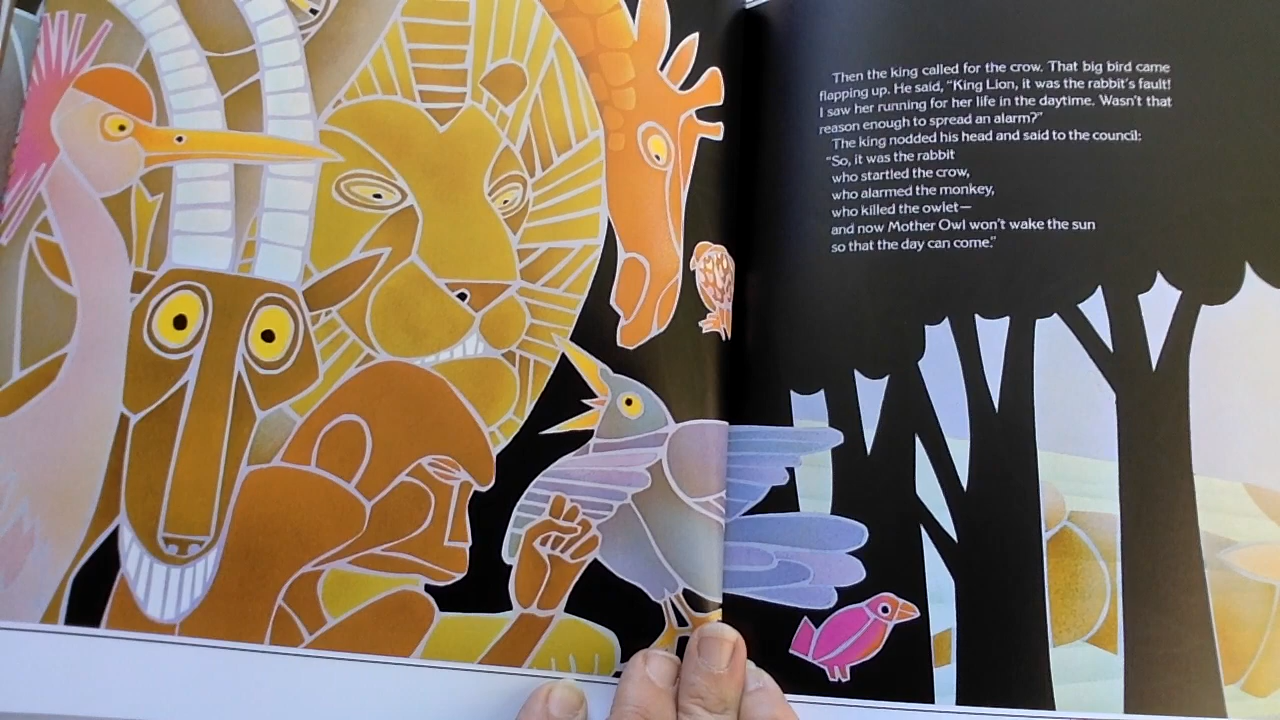 Then the king called for the crow. That big bird came
flapping up. He said, "King Lion, it was the rabbit's fault!
I saw her running for her life in the daytime. Wasn't that
reason enough to spread an alarm?"
The king nodded his head and said to the council:
"So, it was the rabbit
who startled the crow,
who alarmed the monkey,
who killed the owlet—
and now Mother Owl won't wake the sun
so that the day can come."